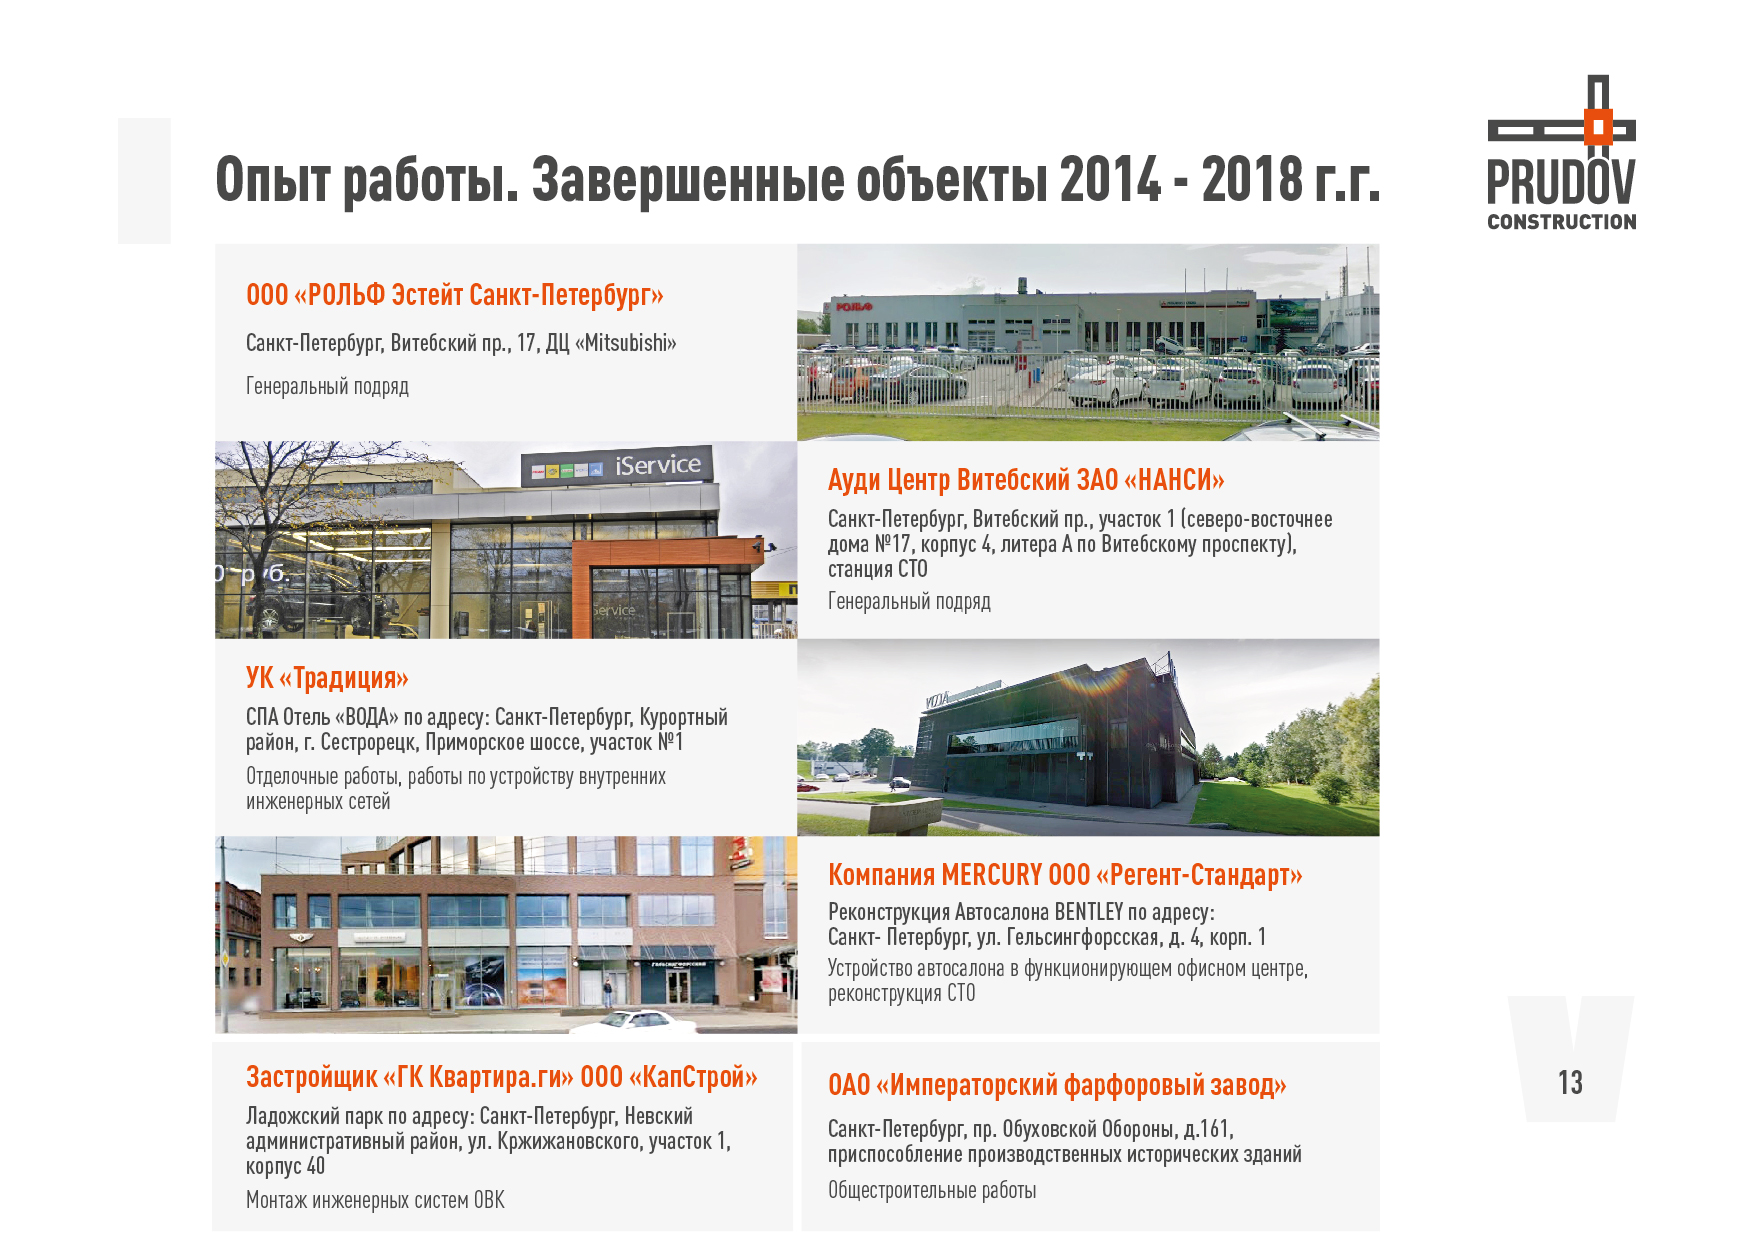 Опыт работы. Завершенные объекты 2014 - 2018 г.г.
PRUDOV
CONSTRUCTION
ООО «РОЛЬФ Эстейт Санкт-Петербург»
Санкт-Петербург, Витебский пр., 17, ДЦ «Mitsubishi»
Генеральный подряд
РОЛЬФ
iService
руб.
iService
Ауди Центр Витебский ЗАО «НАНСИ»
Санкт-Петербург, Витебский пр., участок 1 (северо-восточнее
дома №17, корпус 4, литера А по Витебскому проспекту),
станция СТО
Генеральный подряд
УК «Традиция»
СПА Отель «ВОДА» по адресу: Санкт-Петербург, Курортный
район, г. Сестрорецк, Приморское шоссе, участок №1
Отделочные работы, работы по устройству внутренних
инженерных сетей
Компания MERCURY ООО «Регент-Стандарт»
Реконструкция Автосалона BENTLEY по адресу:
Санкт- Петербург, ул. Гельсингфорсская, д. 4, корп. 1
Устройство автосалона в функционирующем офисном центре,
реконструкция СТО
Застройщик «ГК Квартира.ги» ООО «КапСтрой»
Ладожский парк по адресу: Санкт-Петербург, Невский
административный район, ул. Кржижановского, участок 1,
корпус 40
Монтаж инженерных систем ОВК
ОАО «Императорский фарфоровый завод»
Санкт-Петербург, пр. Обуховской Обороны, д.161,
приспособление производственных исторических зданий
Общестроительные работы
13